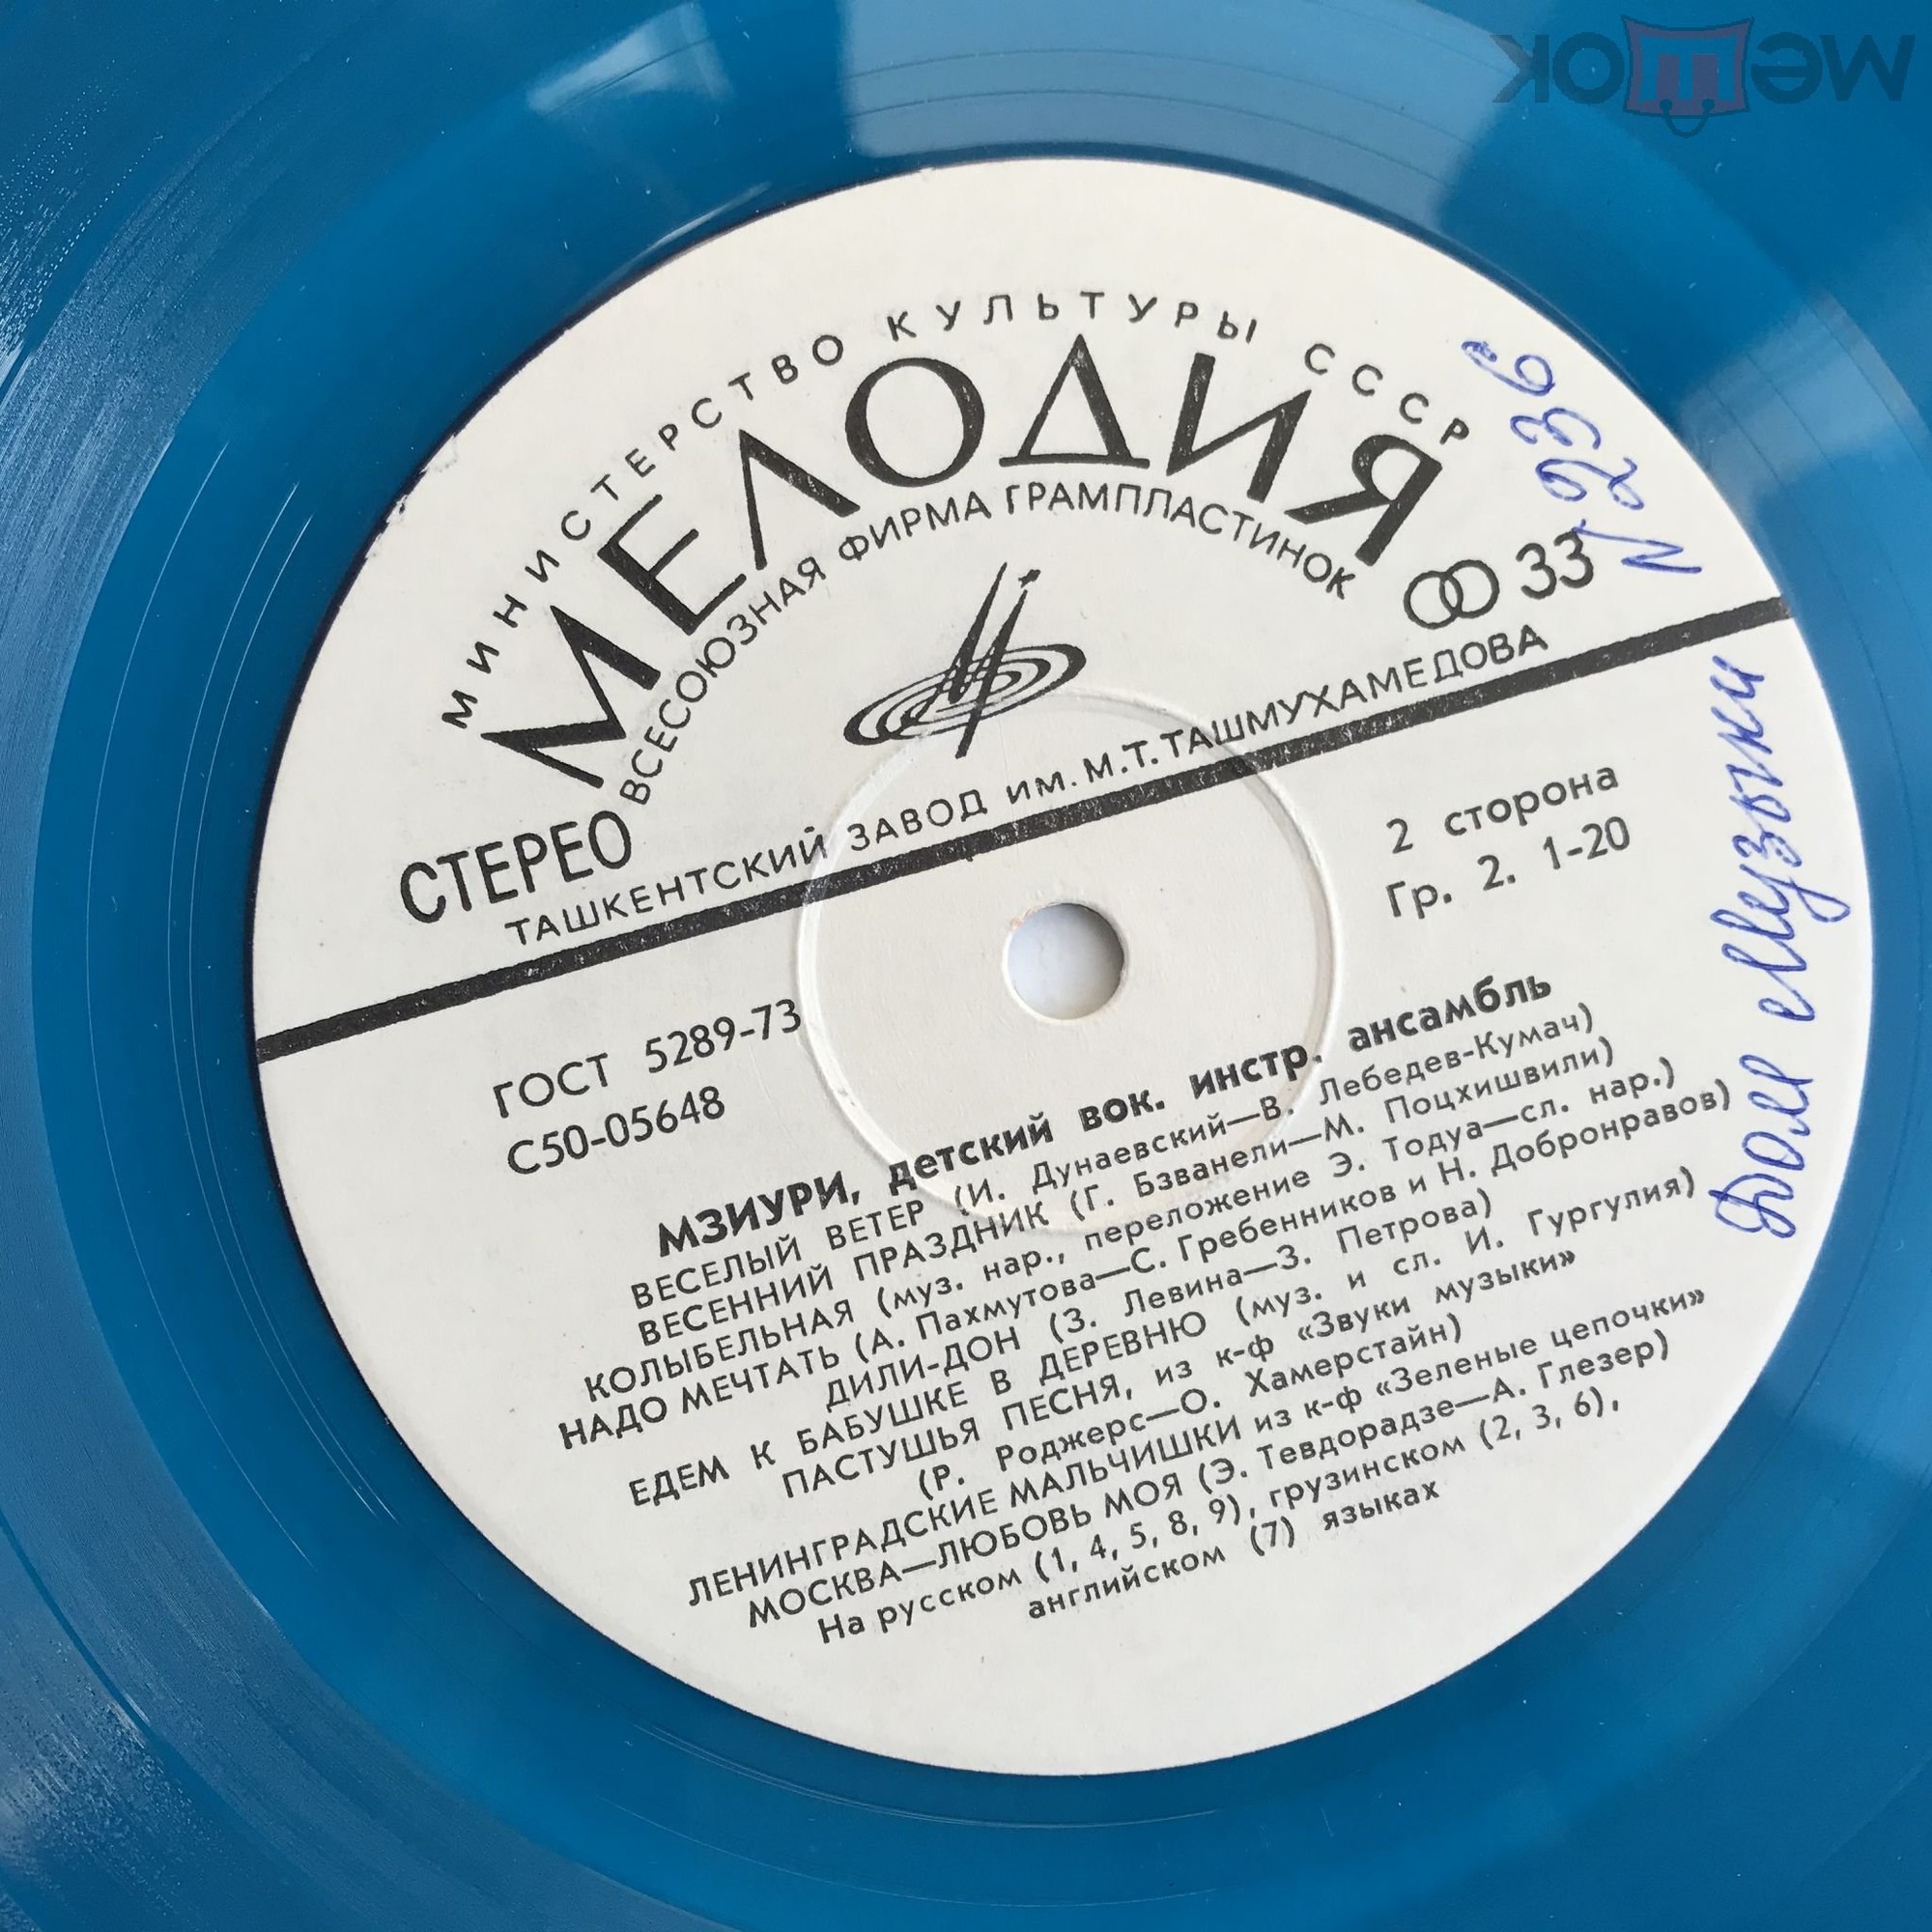 МИНИСТЕРСТВО КУЛЬТУРЫ СССР
МЕЛОДИЯ
ВСЕСОЮЗНАЯ ФИРМА ГРАМПЛАСТИНОК
СТЕРЕО
33
ТАШКЕНТСКИЙ ЗАВОД ИМ. М.Т. ТАШМУХАМЕДОВА
2 сторона
Гр. 2. 1-20
ГОСТ 5289-73
С50-05648
МЗИУРИ, детский вок. инстр. ансамбль
ВЕСЕЛЫЙ ВЕТЕР (И. Дунаевский—В. Лебедев-Кумач)
ВЕСЕННИЙ ПРАЗДНИК (Г. Бзванели—М. Поцхишвили)
КОЛЫБЕЛЬНАЯ (муз. нар., переложение Э. Тодуа—сл. нар.)
НАДО МЕЧТАТЬ (А. Пахмутова—С. Гребенников и Н. Добронравов)
ДИЛИ-ДОН (З. Левина—З. Петрова)
ЕДЕМ К БАБУШКЕ В ДЕРЕВНЮ (муз. и сл. И. Гургулия)
ПАСТУШЬЯ ПЕСНЯ, из к-ф «Звуки музыки»
(Р. Роджерс—О. Хамерстайн)
ЛЕНИНГРАДСКИЕ МАЛЬЧИШКИ из к-ф «Зеленые цепочки»
МОСКВА—ЛЮБОВЬ МОЯ (Э. Тевдорадзе—А. Глезер)
На русском (1, 4, 5, 8, 9), грузинском (2, 3, 6),
английском (7) языках
N 236
Дом Музыки
мешок